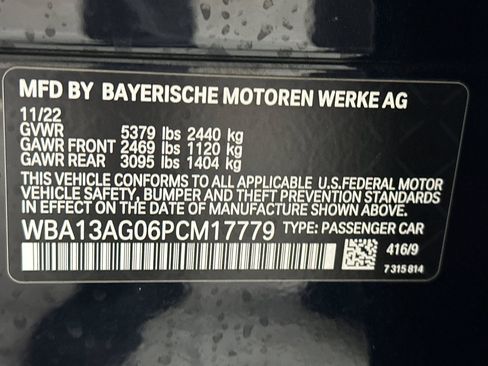 MFD BY BAYERISCHE MOTOREN WERKE AG
11/22
GVWR 5379 lbs 2440 kg
GAWR FRONT 2469 lbs 1120 kg
GAWR REAR 3095 lbs 1404 kg
THIS VEHICLE CONFORMS TO ALL APPLICABLE U.S.FEDERAL MOTOR
VEHICLE SAFETY, BUMPER AND THEFT PREVENTION STANDARDS
IN EFFECT ON THE DATE OF MANUFACTURE SHOWN ABOVE.
WBA13AG06PCM17779 TYPE: PASSENGER CAR
416/9
7 315 814